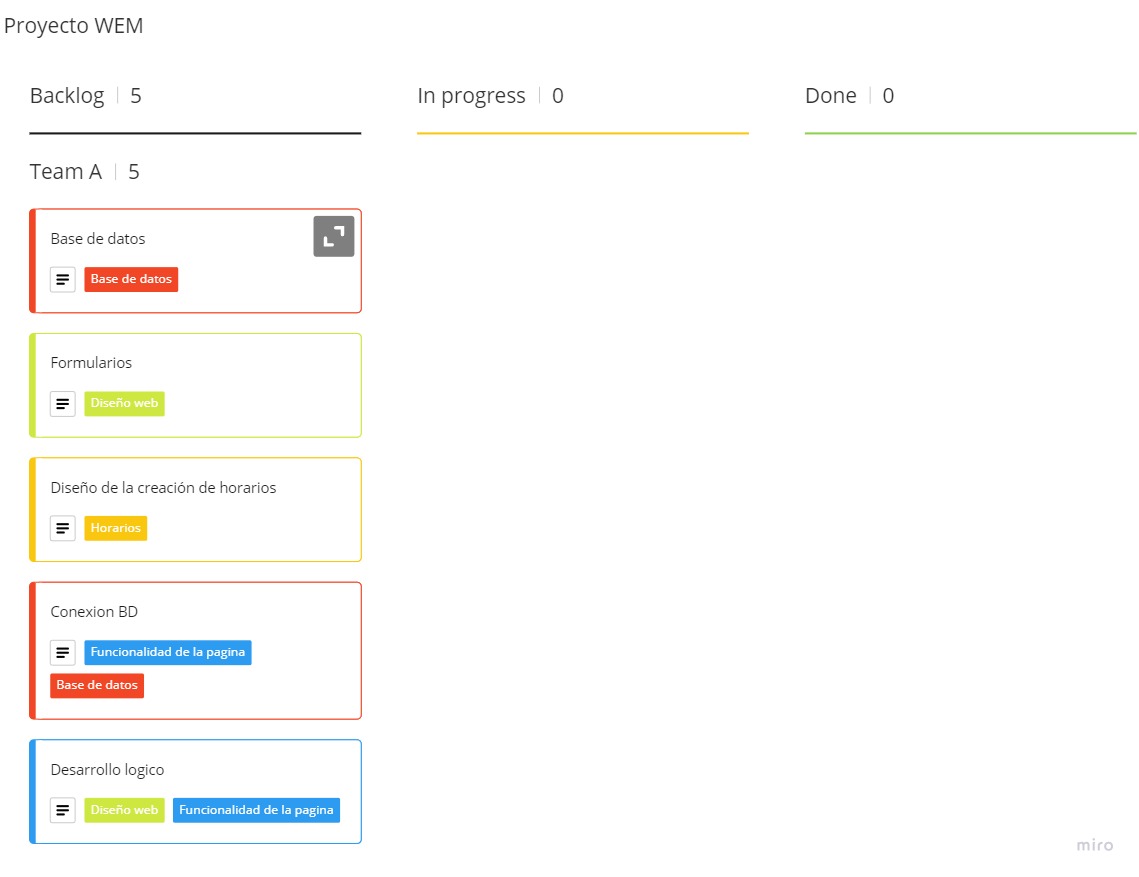 Proyecto WEM
Backlog | 5
In progress | 0
Done | 0
Team A | 5
Base de datos
Base de datos
Formularios
Diseño web
Diseño de la creación de horarios
Horarios
Conexion BD
Funcionalidad de la pagina
Base de datos
Desarrollo logico
Diseño web Funcionalidad de la pagina
miro